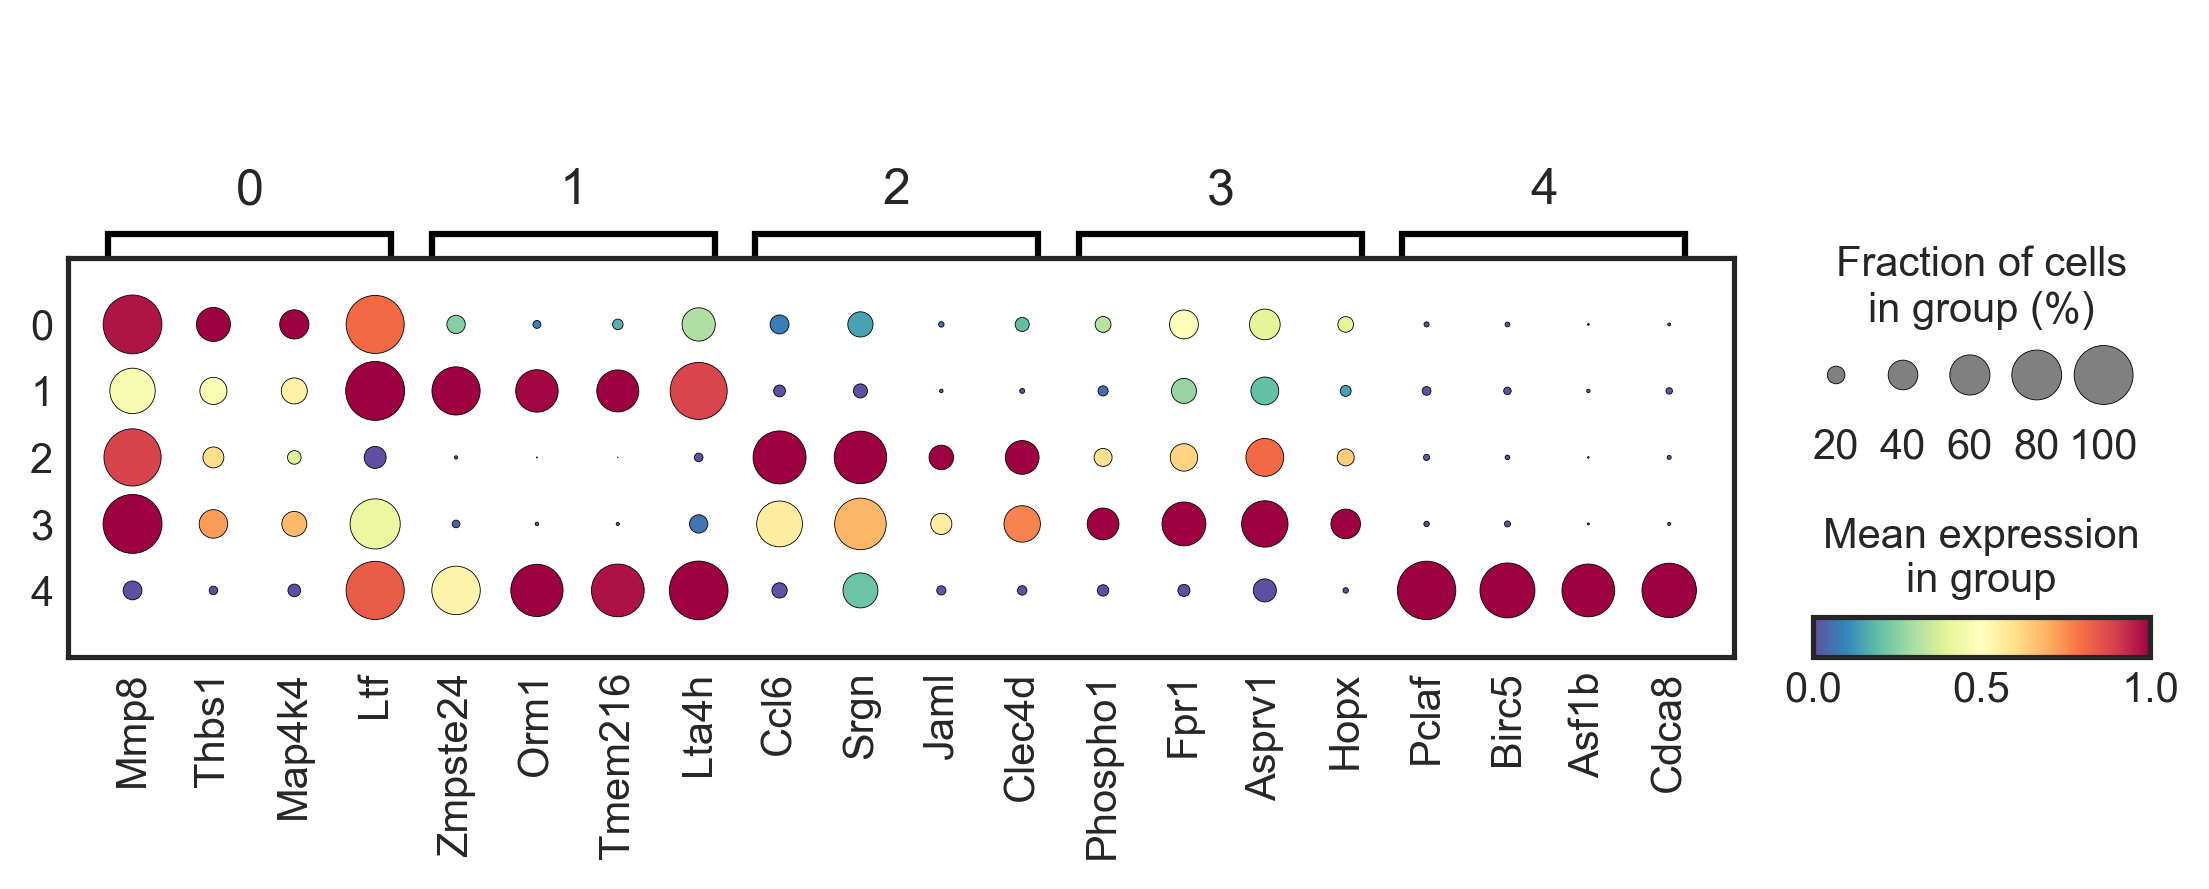 0 1 2 3 4
0
1
2
3
4
Mmp8
Thbs1
Map4k4
Ltf
Zmpste24
Orm1
Tmem216
Lta4h
Ccl6
Srgn
Jaml
Clec4d
Phospho1
Fpr1
Asprv1
Hopx
Pclaf
Birc5
Asf1b
Cdca8
Fraction of cells
in group (%)
20 40 60 80 100
Mean expression
in group
0.0 0.5 1.0